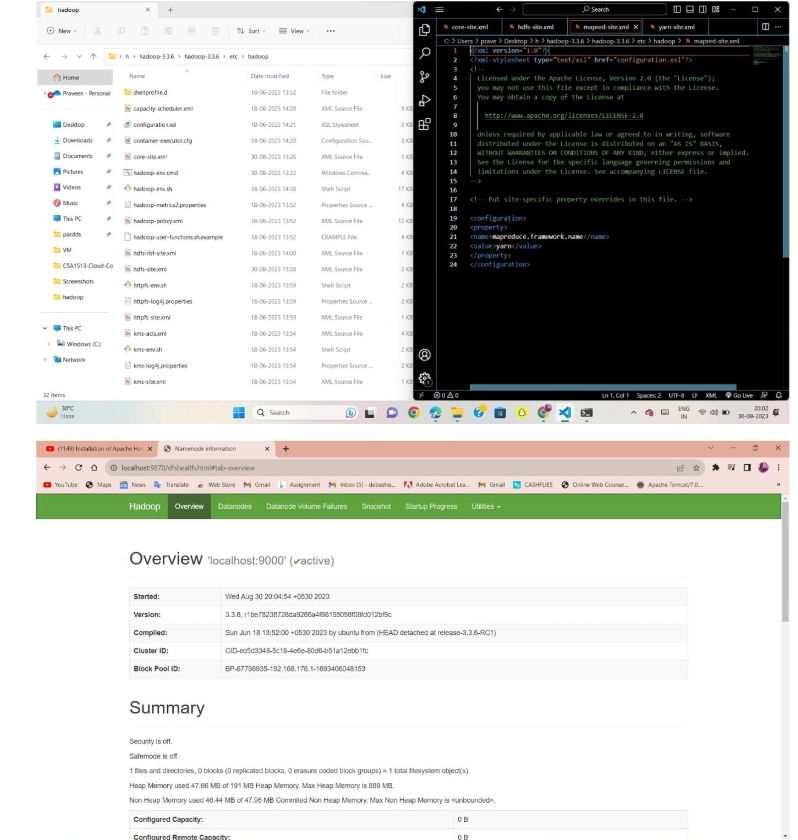 hadoop
New
Sort
View
h > hadoop-3.3.6 > etc > hadoop
Name Date modified Type Size
Home
Praveen - Personal
Desktop
Downloads
Documents
Pictures
Videos
Music
This PC
pardds
VM
CSA1513-Cloud-Co
Screenshots
hadoop
This PC
Windows (C:)
Network
shellprofile.d 18-06-2023 13:52 File folder
capacity-scheduler.xml 18-06-2023 14:20 XML Source File 9 KB
configuration.xsl 18-06-2023 14:21 XSL Stylesheet 2 KB
container-executor.cfg 18-06-2023 14:20 Configuration Sou... 3 KB
core-site.xml 30-08-2023 13:26 XML Source File 1 KB
hadoop-env.cmd 30-08-2023 13:32 Windows Comma... 4 KB
hadoop-env.sh 18-06-2023 14:38 Shell Script 17 KB
hadoop-metrics2.properties 18-06-2023 13:52 Properties Source ... 4 KB
hadoop-policy.xml 18-06-2023 13:52 XML Source File 12 KB
hadoop-user-functions.sh.example 18-06-2023 13:52 EXAMPLE File 4 KB
hdfs-rbf-site.xml 18-06-2023 14:00 XML Source File 1 KB
hdfs-site.xml 30-08-2023 13:28 XML Source File 2 KB
httpfs-env.sh 18-06-2023 13:59 Shell Script 2 KB
httpfs-log4j.properties 18-06-2023 13:59 Properties Source ... 2 KB
httpfs-site.xml 18-06-2023 13:59 XML Source File 1 KB
kms-acls.xml 18-06-2023 13:54 XML Source File 4 KB
kms-env.sh 18-06-2023 13:54 Shell Script 2 KB
kms-log4j.properties 18-06-2023 13:54 Properties Source ... 2 KB
kms-site.xml 18-06-2023 13:54 XML Source File 1 KB
32 items
Search
core-site.xml hdfs-site.xml mapred-site.xml yarn-site.xml
C: > Users > prave > Desktop > h > hadoop-3.3.6 > hadoop-3.3.6 > etc > hadoop > mapred-site.xml
1 <?xml version="1.0"?>
2 <?xml-stylesheet type="text/xsl" href="configuration.xsl"?>
3 <!--
4 Licensed under the Apache License, Version 2.0 (the "License");
5 you may not use this file except in compliance with the License.
6 You may obtain a copy of the License at
7
8 http://www.apache.org/licenses/LICENSE-2.0
9
10 Unless required by applicable law or agreed to in writing, software
11 distributed under the License is distributed on an "AS IS" BASIS,
12 WITHOUT WARRANTIES OR CONDITIONS OF ANY KIND, either express or implied.
13 See the License for the specific language governing permissions and
14 limitations under the License. See accompanying LICENSE file.
15 -->
16
17 <!-- Put site-specific property overrides in this file. -->
18
19 <configuration>
20 <property>
21 <name>mapreduce.framework.name</name>
22 <value>yarn</value>
23 </property>
24 </configuration>
0 0 Ln 1, Col 1 Spaces: 2 UTF-8 LF XML Go Live
30°C
Haze
Search
ENG
IN
20:02
30-08-2023
(1149) Installation of Apache Ha Namenode information
localhost:9870/dfshealth.html#tab-overview
YouTube Maps News Translate Web Store Gmail Assignment Inbox (5) - debashis... Adobe Acrobat Lea... Gmail CASHFLIES Online Web Counse... Apache Tomcat/7.0...
Hadoop Overview Datanodes Datanode Volume Failures Snapshot Startup Progress Utilities
Overview 'localhost:9000' (✔active)
Started: Wed Aug 30 20:04:54 +0530 2023
Version: 3.3.6, r1be78238728da9266a4f88195058f08fd012bf9c
Compiled: Sun Jun 18 13:52:00 +0530 2023 by ubuntu from (HEAD detached at release-3.3.6-RC1)
Cluster ID: CID-ed5d3348-5c18-4e6e-80d6-b51a12ebb1fc
Block Pool ID: BP-67798935-192.168.176.1-1693406048153
Summary
Security is off.
Safemode is off.
1 files and directories, 0 blocks (0 replicated blocks, 0 erasure coded block groups) = 1 total filesystem object(s).
Heap Memory used 47.66 MB of 191 MB Heap Memory. Max Heap Memory is 889 MB.
Non Heap Memory used 46.44 MB of 47.96 MB Commited Non Heap Memory. Max Non Heap Memory is <unbounded>.
Configured Capacity: 0 B
Configured Remote Capacity: 0 B